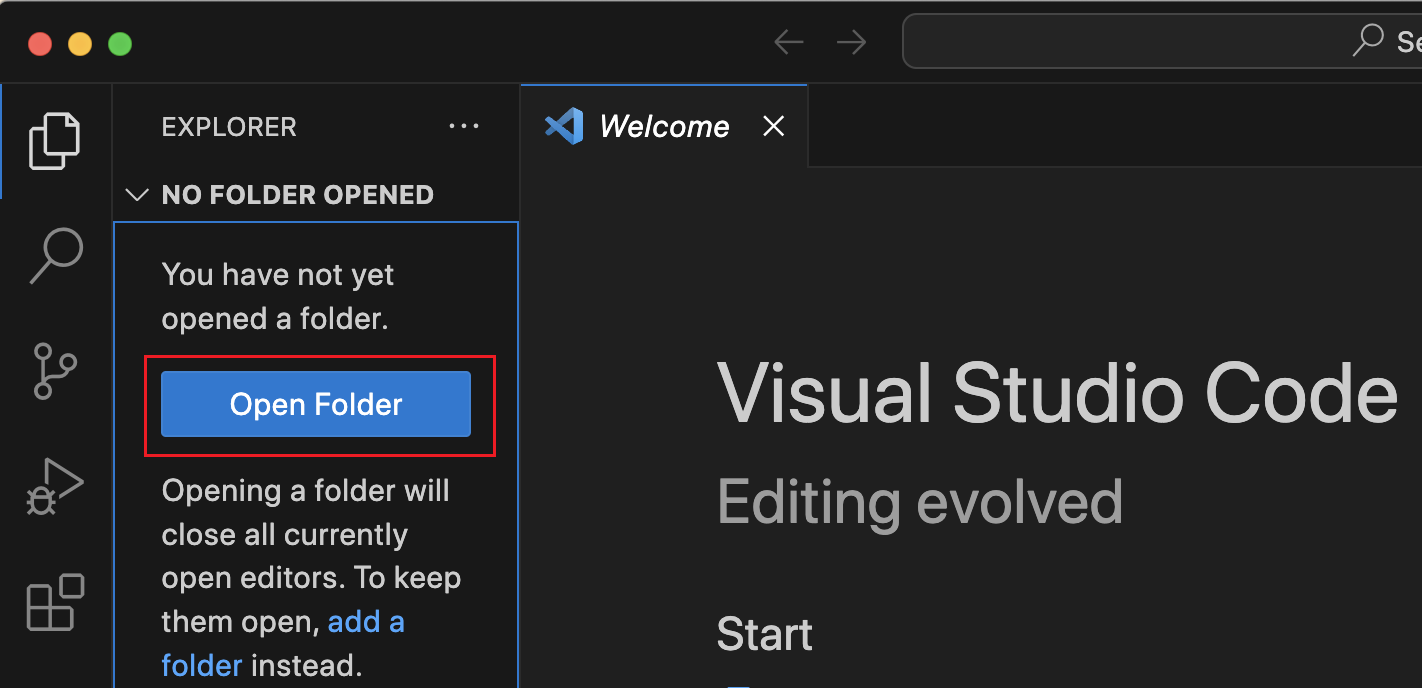 Se
EXPLORER
Welcome
NO FOLDER OPENED
You have not yet
opened a folder.
Open Folder
Opening a folder will
close all currently
open editors. To keep
them open, add a
folder instead.
Visual Studio Code
Editing evolved
Start